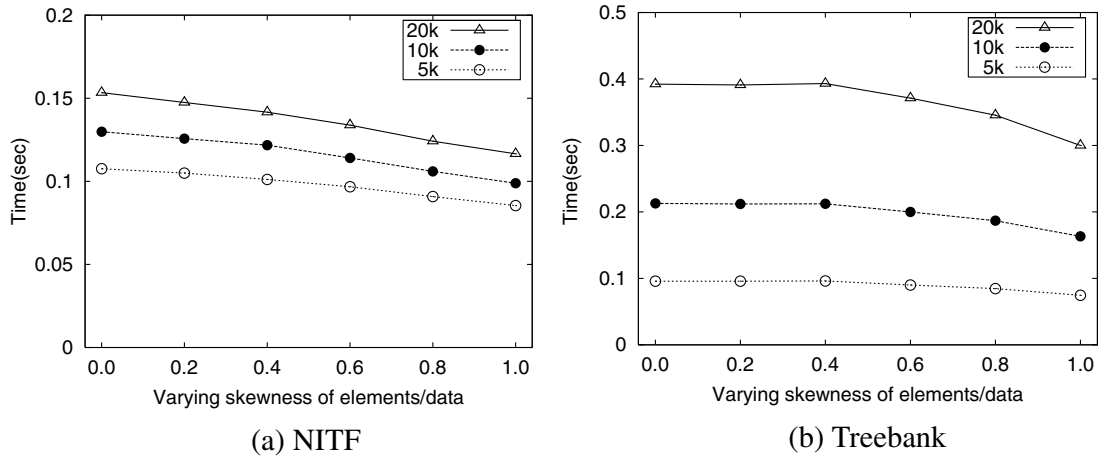 0.2
0.15
0.1
0.05
0
Time(sec)
20k
10k
5k
0.0 0.2 0.4 0.6 0.8 1.0
Varying skewness of elements/data
(a) NITF
0.5
0.4
0.3
0.2
0.1
0
Time(sec)
20k
10k
5k
0.0 0.2 0.4 0.6 0.8 1.0
Varying skewness of elements/data
(b) Treebank